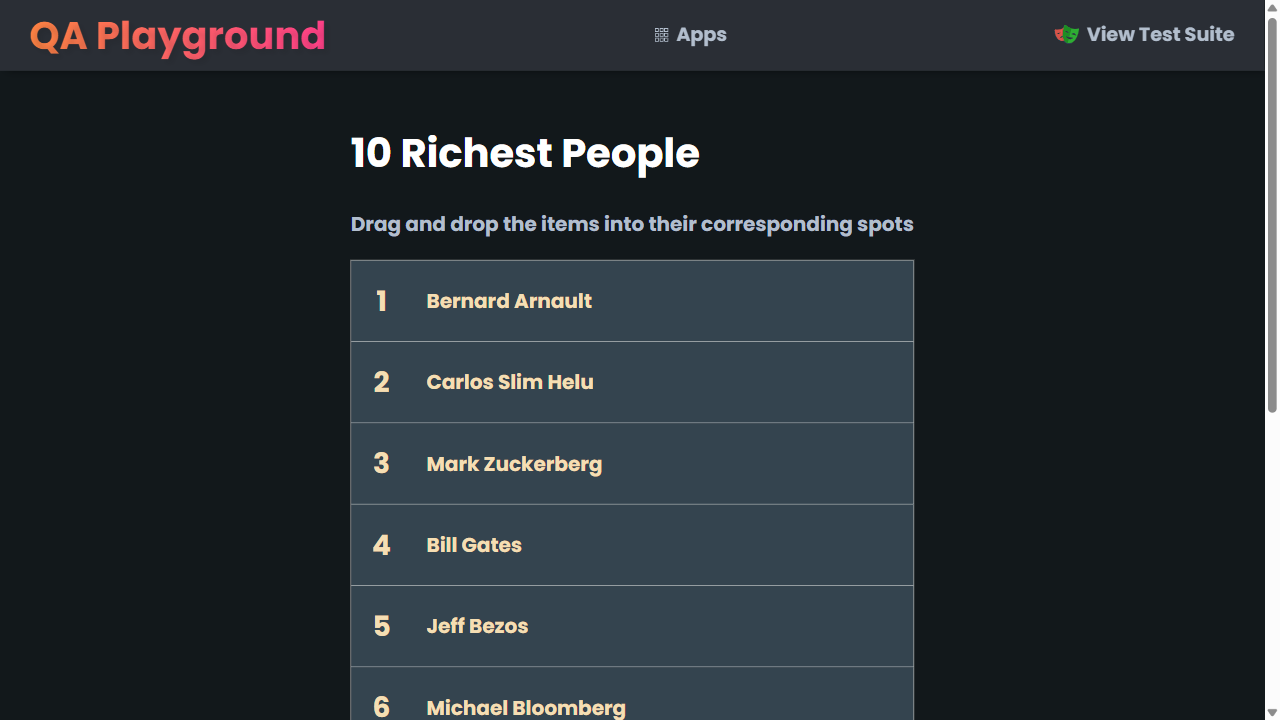 QA Playground
Apps
View Test Suite
10 Richest People
Drag and drop the items into their corresponding spots
1 Bernard Arnault
2 Carlos Slim Helu
3 Mark Zuckerberg
4 Bill Gates
5 Jeff Bezos
6 Michael Bloomberg